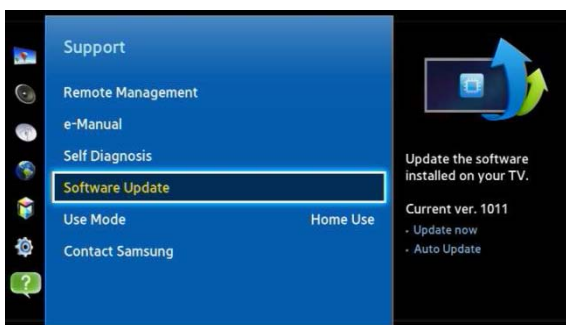 Support
Remote Management
e-Manual
Self Diagnosis
Software Update
Use Mode Home Use
Contact Samsung
Update the software
installed on your TV.
Current ver. 1011
- Update now
- Auto Update
?